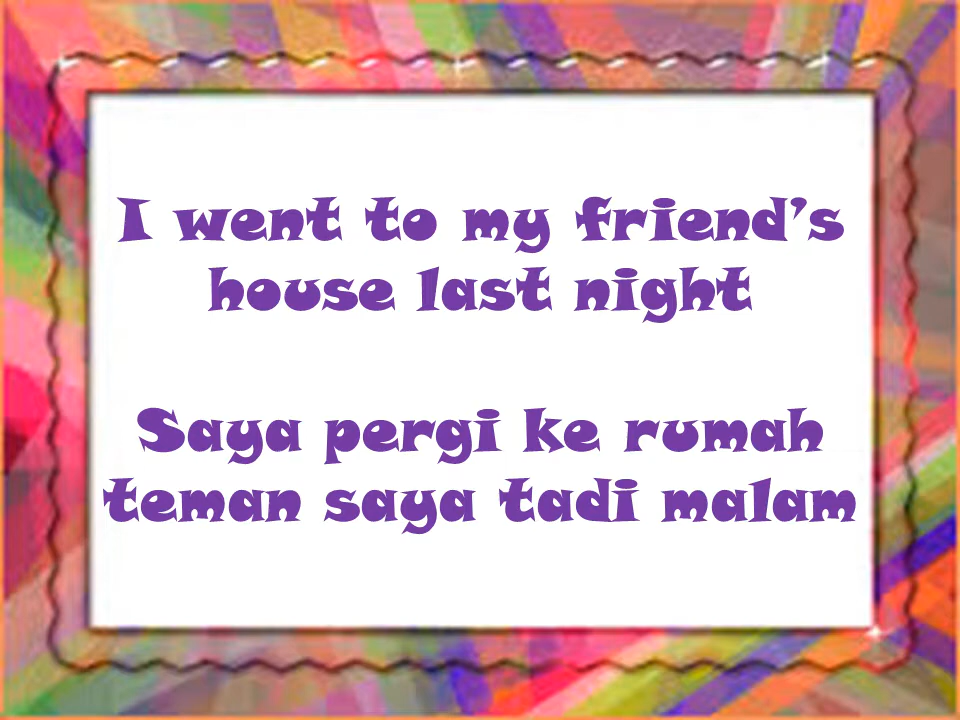 I went to my friend’s
house last night
Saya pergi ke rumah
teman saya tadi malam